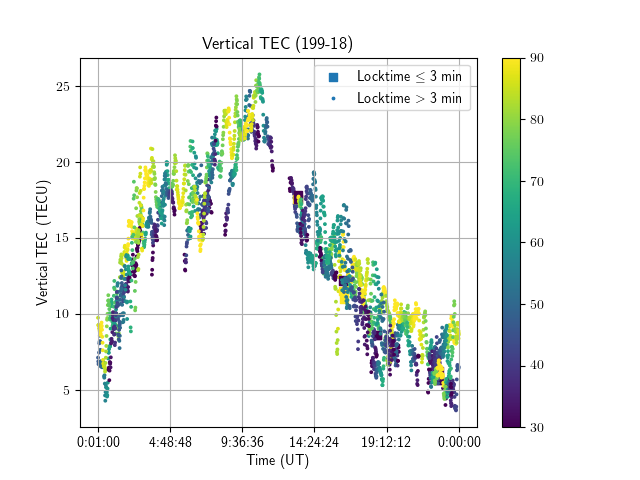 Vertical TEC (199-18)
Locktime ≤ 3 min
Locktime > 3 min
Vertical TEC (TECU)
25
20
15
10
5
0:01:00 4:48:48 9:36:36 14:24:24 19:12:12 0:00:00
Time (UT)
90
80
70
60
50
40
30